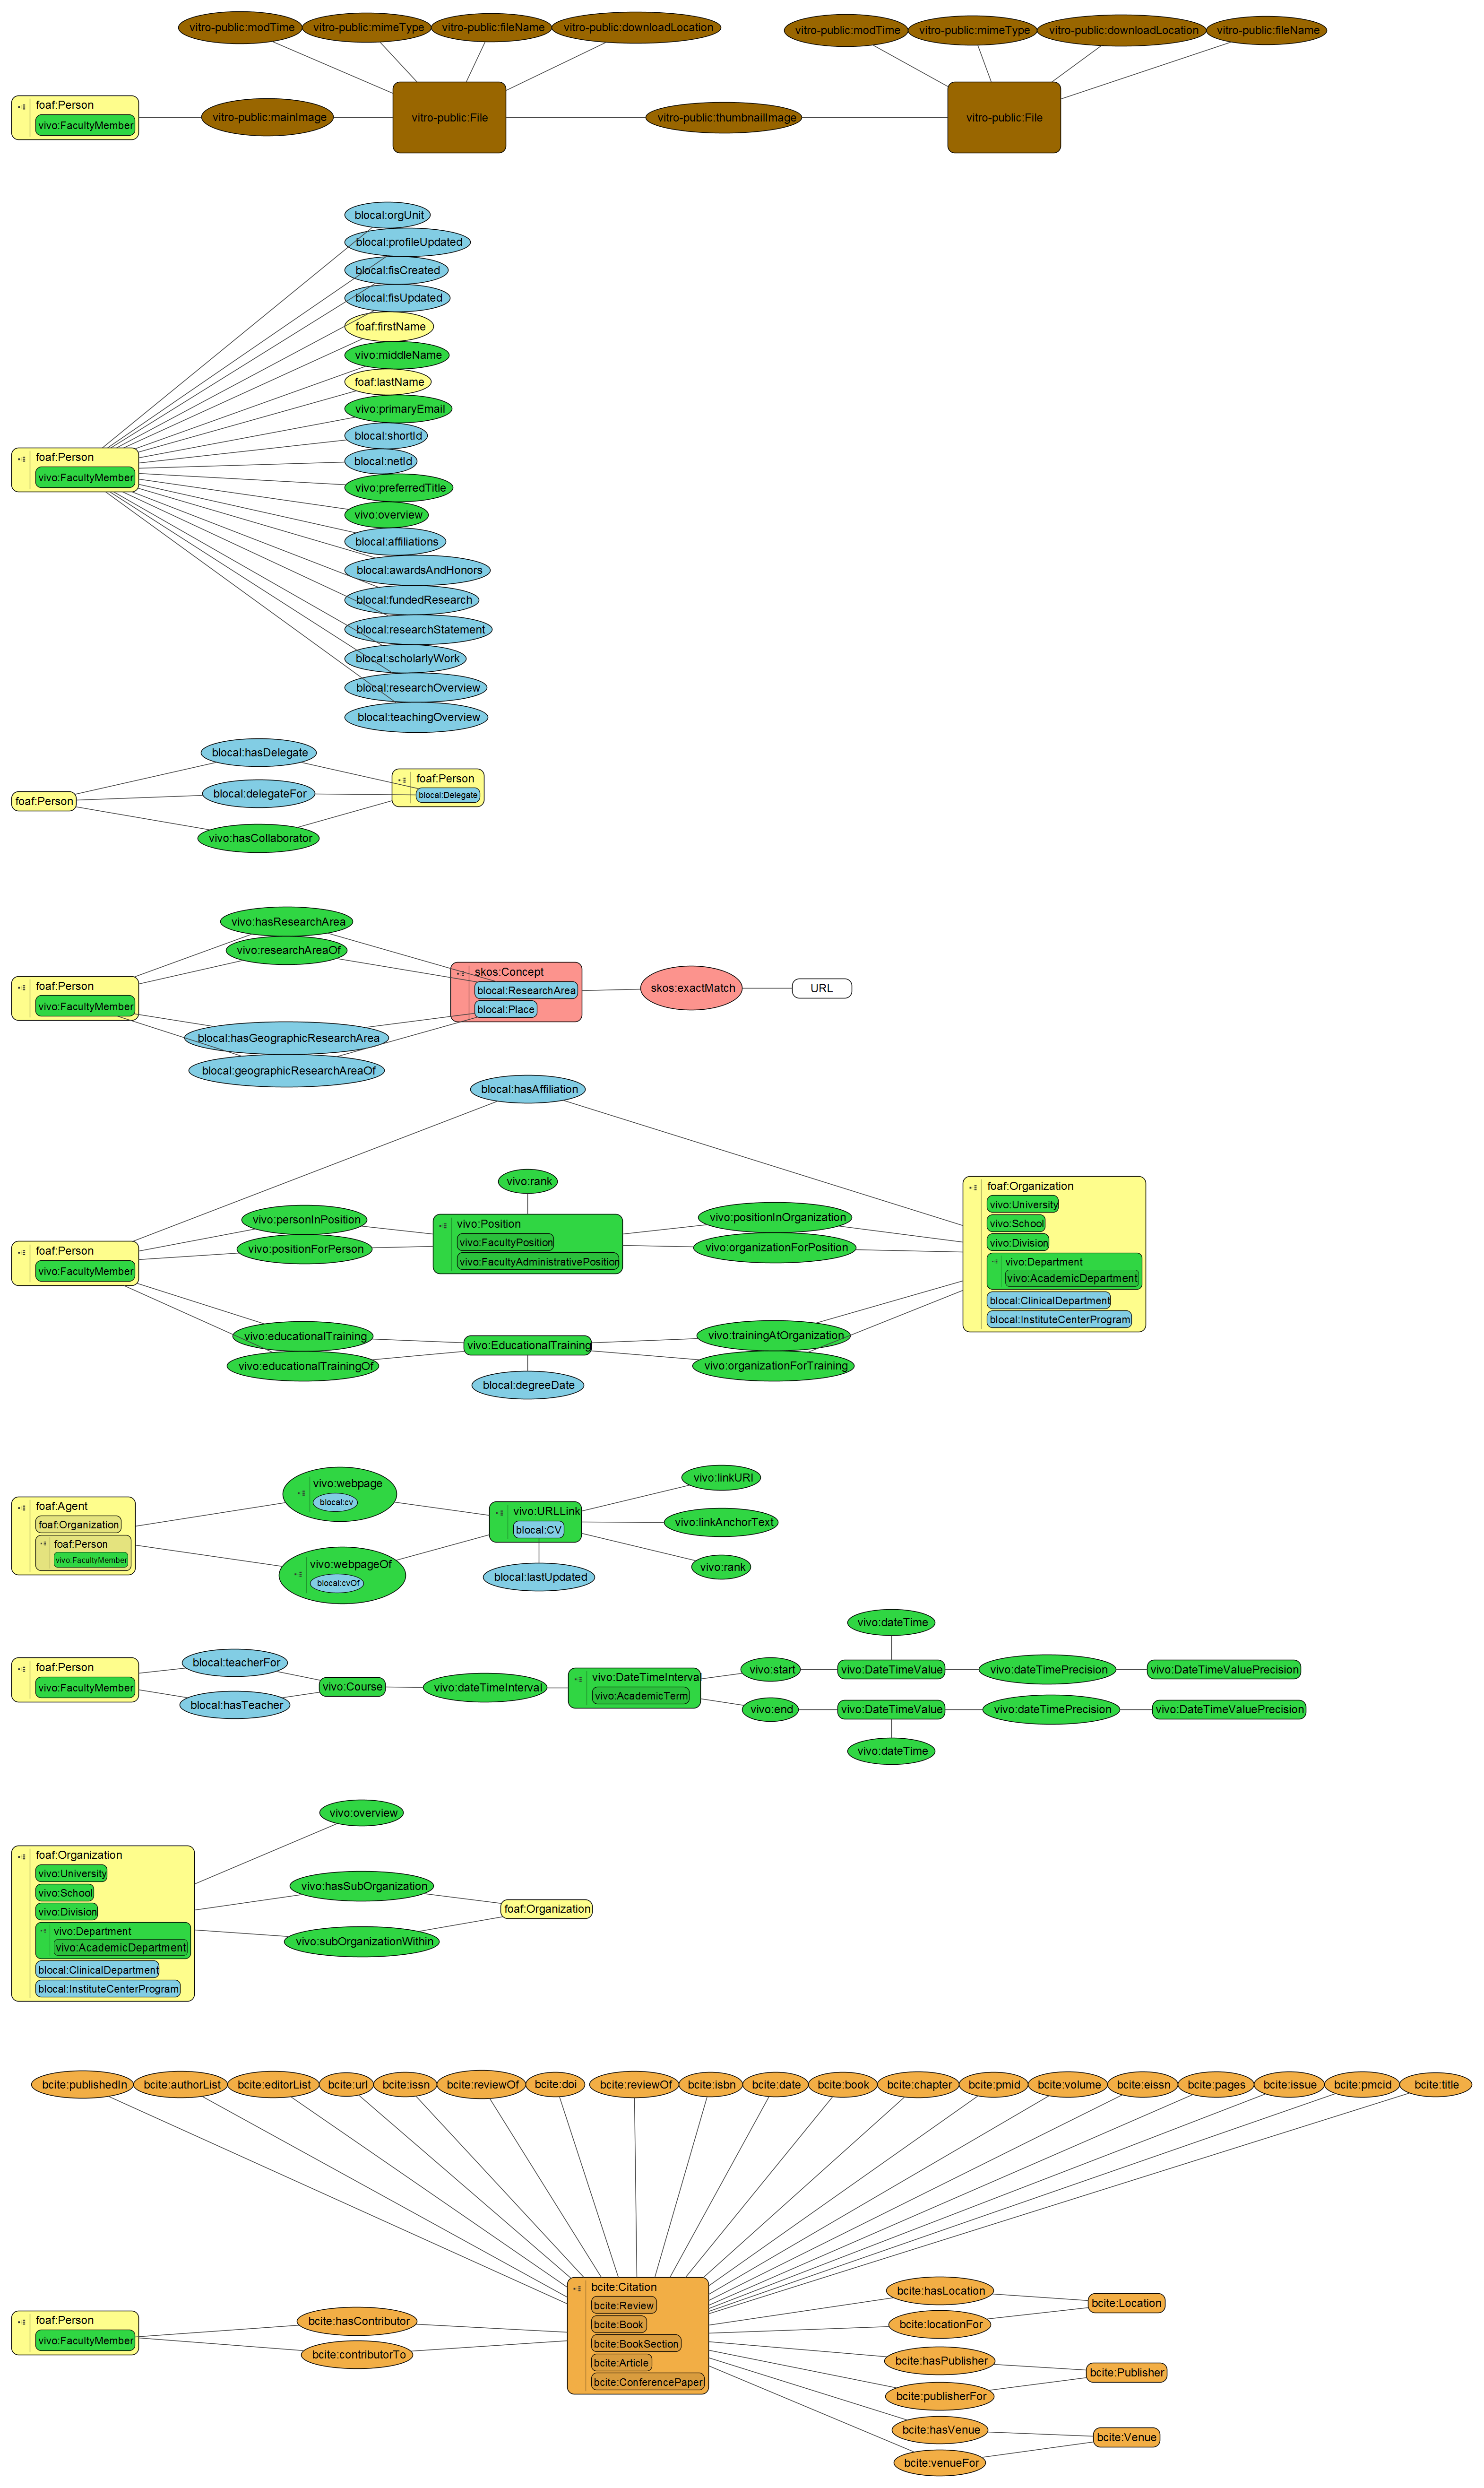 vitro-public:modTime
vitro-public:mimeType
vitro-public:fileName
vitro-public:downloadLocation
vitro-public:modTime
vitro-public:mimeType
vitro-public:downloadLocation
vitro-public:fileName
foaf:Person
vivo:FacultyMember
vitro-public:mainImage
vitro-public:File
vitro-public:thumbnailImage
vitro-public:File
blocal:orgUnit
blocal:profileUpdated
blocal:fisCreated
blocal:fisUpdated
foaf:firstName
vivo:middleName
foaf:lastName
vivo:primaryEmail
blocal:shortId
foaf:Person
vivo:FacultyMember
blocal:netId
vivo:preferredTitle
vivo:overview
blocal:affiliations
blocal:awardsAndHonors
blocal:fundedResearch
blocal:researchStatement
blocal:scholarlyWork
blocal:researchOverview
blocal:teachingOverview
foaf:Person
blocal:hasDelegate
blocal:delegateFor
vivo:hasCollaborator
foaf:Person
blocal:Delegate
foaf:Person
vivo:FacultyMember
vivo:hasResearchArea
vivo:researchAreaOf
blocal:hasGeographicResearchArea
blocal:geographicResearchAreaOf
skos:Concept
blocal:ResearchArea
blocal:Place
skos:exactMatch
URL
blocal:hasAffiliation
foaf:Person
vivo:FacultyMember
vivo:personInPosition
vivo:positionForPerson
vivo:rank
vivo:Position
vivo:FacultyPosition
vivo:FacultyAdministrativePosition
vivo:positionInOrganization
vivo:organizationForPosition
foaf:Organization
vivo:University
vivo:School
vivo:Division
vivo:Department
vivo:AcademicDepartment
blocal:ClinicalDepartment
blocal:InstituteCenterProgram
vivo:educationalTraining
vivo:educationalTrainingOf
vivo:EducationalTraining
blocal:degreeDate
vivo:trainingAtOrganization
vivo:organizationForTraining
foaf:Agent
foaf:Organization
foaf:Person
vivo:FacultyMember
vivo:webpage
blocal:cv
vivo:webpageOf
blocal:cvOf
vivo:URLLink
blocal:CV
blocal:lastUpdated
vivo:linkURI
vivo:linkAnchorText
vivo:rank
foaf:Person
vivo:FacultyMember
blocal:teacherFor
blocal:hasTeacher
vivo:Course
vivo:dateTimeInterval
vivo:DateTimeInterval
vivo:AcademicTerm
vivo:start
vivo:end
vivo:dateTime
vivo:DateTimeValue
vivo:dateTimePrecision
vivo:DateTimeValuePrecision
vivo:DateTimeValue
vivo:dateTimePrecision
vivo:DateTimeValuePrecision
vivo:dateTime
vivo:overview
foaf:Organization
vivo:University
vivo:School
vivo:Division
vivo:Department
vivo:AcademicDepartment
blocal:ClinicalDepartment
blocal:InstituteCenterProgram
vivo:hasSubOrganization
vivo:subOrganizationWithin
foaf:Organization
bcite:publishedIn
bcite:authorList
bcite:editorList
bcite:url
bcite:issn
bcite:reviewOf
bcite:doi
bcite:reviewOf
bcite:isbn
bcite:date
bcite:book
bcite:chapter
bcite:pmid
bcite:volume
bcite:eissn
bcite:pages
bcite:issue
bcite:pmcid
bcite:title
foaf:Person
vivo:FacultyMember
bcite:hasContributor
bcite:contributorTo
bcite:Citation
bcite:Review
bcite:Book
bcite:BookSection
bcite:Article
bcite:ConferencePaper
bcite:hasLocation
bcite:locationFor
bcite:Location
bcite:hasPublisher
bcite:publisherFor
bcite:Publisher
bcite:hasVenue
bcite:venueFor
bcite:Venue